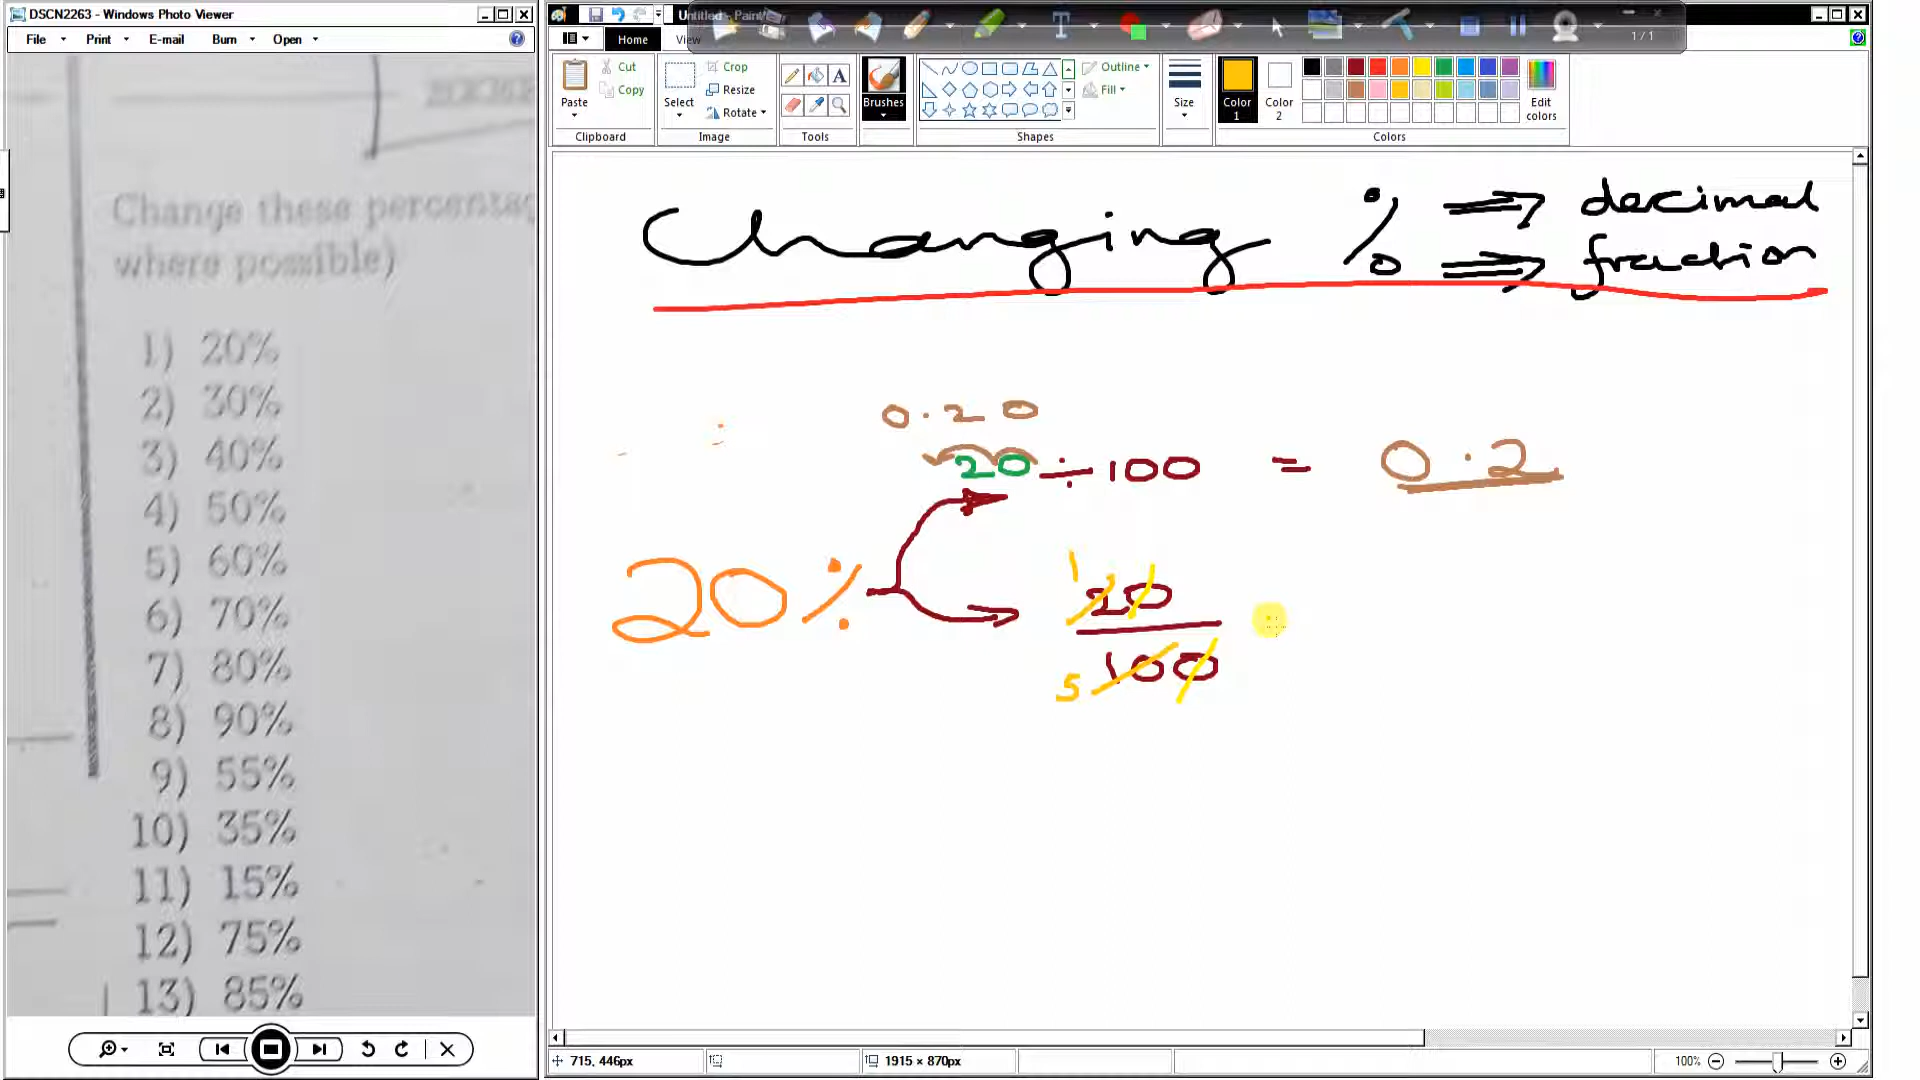 DSCN2263 - Windows Photo Viewer
File Print E-mail Burn Open
Change these percentag
where possible)
1) 20%
2) 30%
3) 40%
4) 50%
5) 60%
6) 70%
7) 80%
8) 90%
9) 55%
10) 35%
11) 15%
12) 75%
13) 85%
Untitled - Paint
1 / 1
Home View
Paste Cut Copy
Clipboard
Select Crop Resize Rotate
Image
Tools
Brushes
Shapes
Outline Fill
Size
Color 1
Color 2
Edit colors
Colors
Changing % ⇒ decimal
⇒ fraction
0.20
20 ÷ 100 = 0.2
20%
1
20
100
5
715, 446px
1915 × 870px
100%